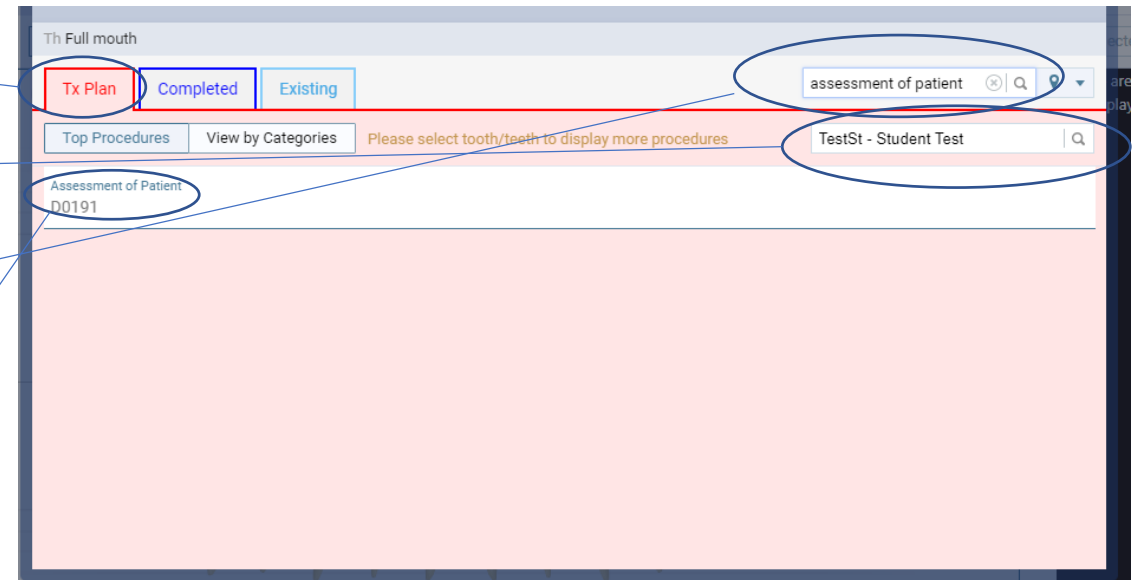 Th Full mouth
Tx Plan Completed Existing assessment of patient
Top Procedures View by Categories Please select tooth/teeth to display more procedures TestSt - Student Test
Assessment of Patient
D0191